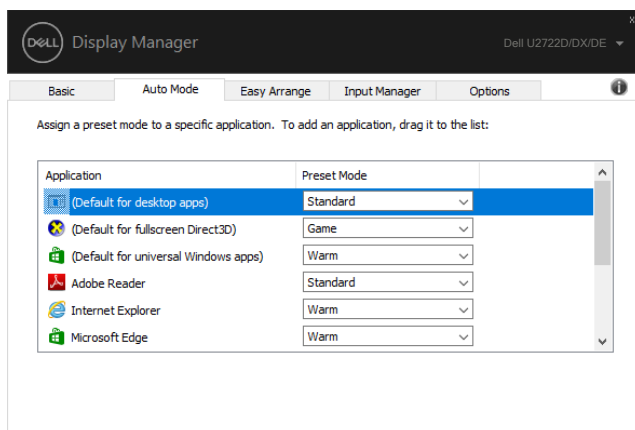 DELL Display Manager Dell U2722D/DX/DE
Basic Auto Mode Easy Arrange Input Manager Options
Assign a preset mode to a specific application. To add an application, drag it to the list:
Application Preset Mode
(Default for desktop apps) Standard
(Default for fullscreen Direct3D) Game
(Default for universal Windows apps) Warm
Adobe Reader Standard
Internet Explorer Warm
Microsoft Edge Warm